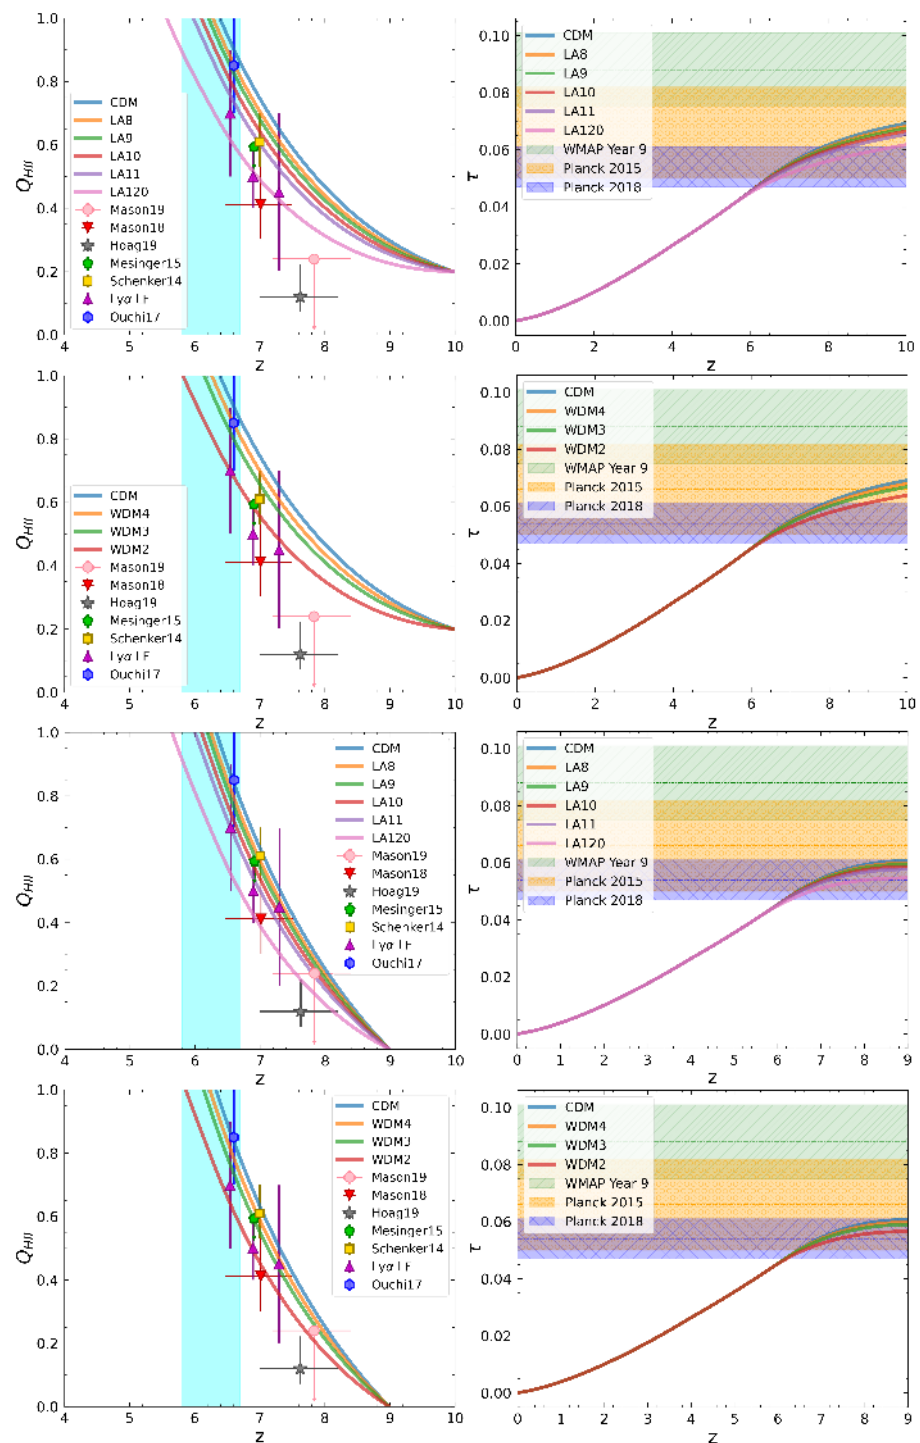 1.0
0.8
0.6
0.4
0.2
0.0
Q_HII
CDM
LA8
LA9
LA10
LA11
LA120
Mason19
Mason18
Hoag19
Mesinger15
Schenker14
Lyα LF
Ouchi17
4 5 6 7 8 9 10
z
0.10
0.08
0.06
0.04
0.02
0.00
τ
CDM
LA8
LA9
LA10
LA11
LA120
WMAP Year 9
Planck 2015
Planck 2018
0 2 4 6 8 10
z
1.0
0.8
0.6
0.4
0.2
0.0
Q_HII
CDM
WDM4
WDM3
WDM2
Mason19
Mason18
Hoag19
Mesinger15
Schenker14
Lyα LF
Ouchi17
4 5 6 7 8 9 10
z
0.10
0.08
0.06
0.04
0.02
0.00
τ
CDM
WDM4
WDM3
WDM2
WMAP Year 9
Planck 2015
Planck 2018
0 2 4 6 8 10
z
1.0
0.8
0.6
0.4
0.2
0.0
Q_HII
CDM
LA8
LA9
LA10
LA11
LA120
Mason19
Mason18
Hoag19
Mesinger15
Schenker14
Lyα LF
Ouchi17
4 5 6 7 8 9 10
z
0.10
0.08
0.06
0.04
0.02
0.00
τ
CDM
LA8
LA9
LA10
LA11
LA120
WMAP Year 9
Planck 2015
Planck 2018
0 1 2 3 4 5 6 7 8 9
z
1.0
0.8
0.6
0.4
0.2
0.0
Q_HII
CDM
WDM4
WDM3
WDM2
Mason19
Mason18
Hoag19
Mesinger15
Schenker14
Lyα LF
Ouchi17
4 5 6 7 8 9 10
z
0.10
0.08
0.06
0.04
0.02
0.00
τ
CDM
WDM4
WDM3
WDM2
WMAP Year 9
Planck 2015
Planck 2018
0 1 2 3 4 5 6 7 8 9
z